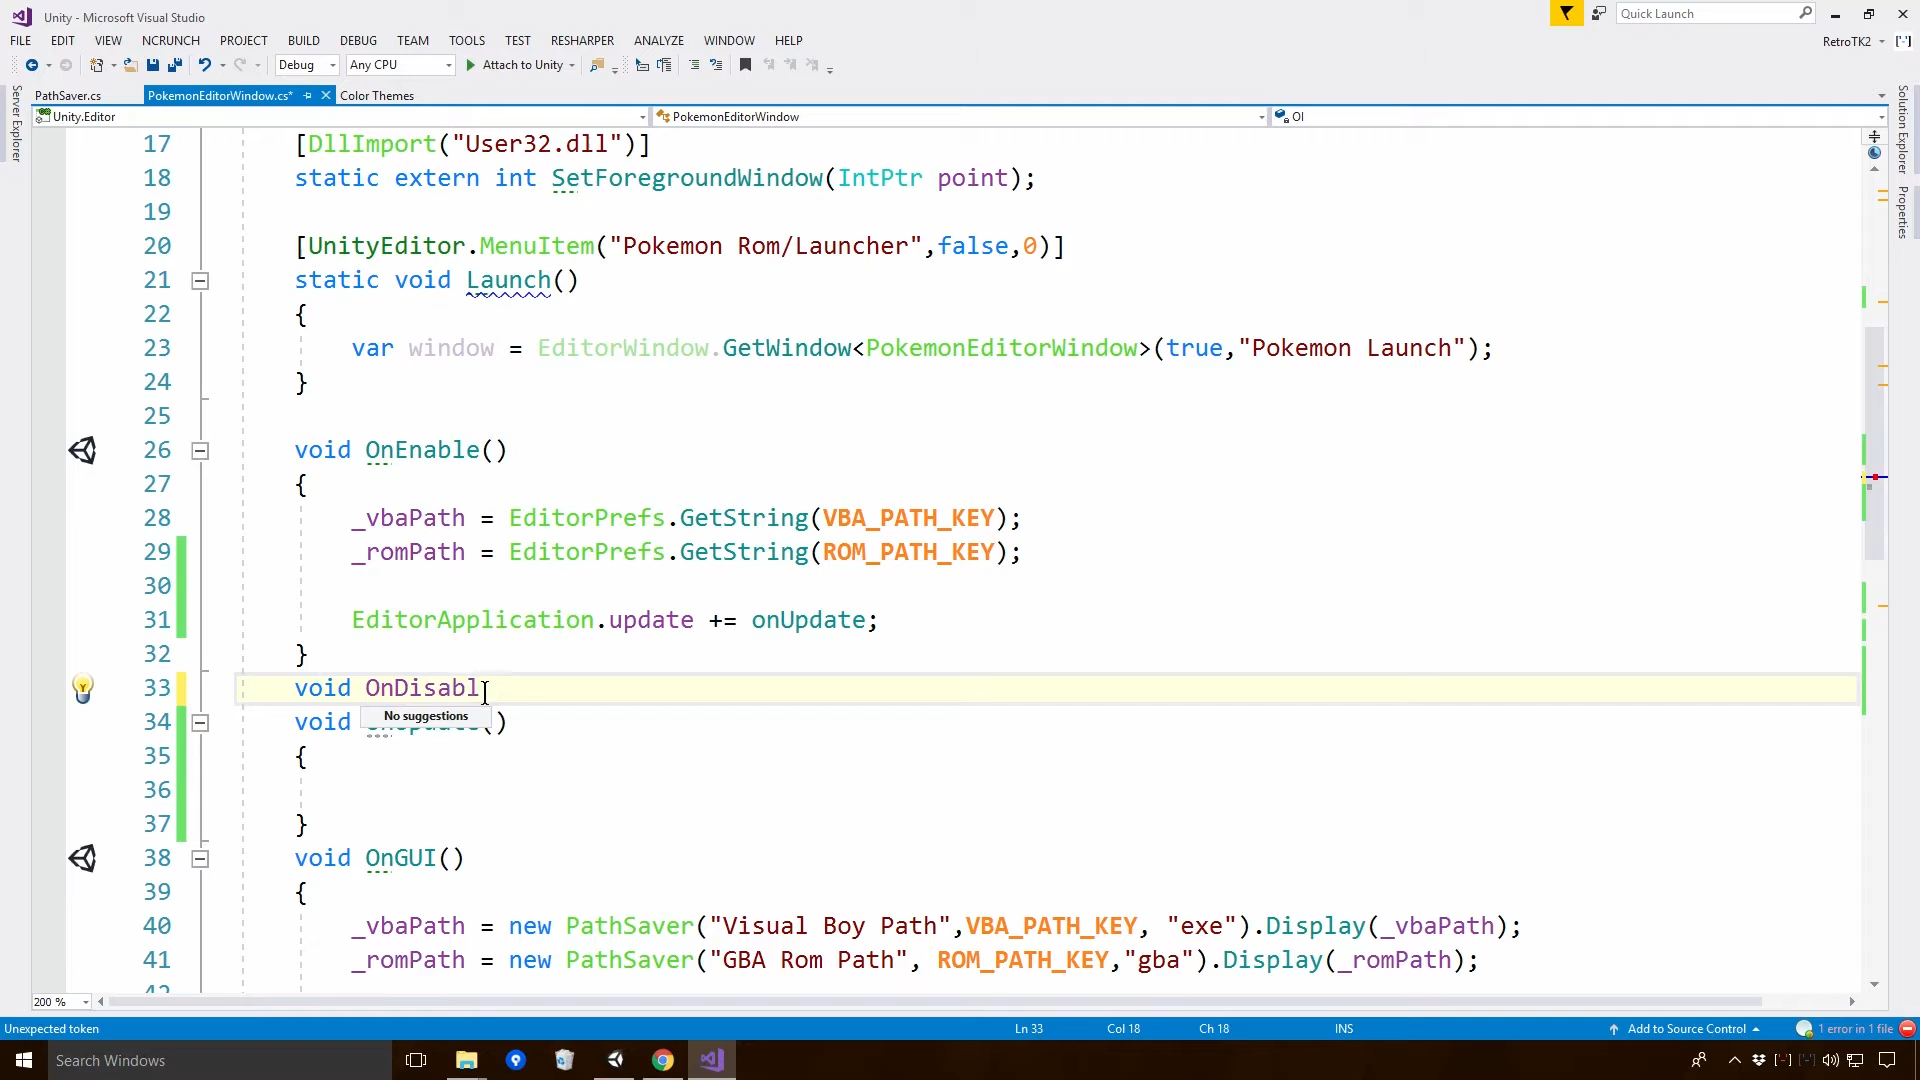 Unity - Microsoft Visual Studio
Quick Launch
FILE EDIT VIEW NCRUNCH PROJECT BUILD DEBUG TEAM TOOLS TEST RESHARPER ANALYZE WINDOW HELP
RetroTK2
Debug Any CPU Attach to Unity
PathSaver.cs PokemonEditorWindow.cs* Color Themes
Unity.Editor PokemonEditorWindow OI
Server Explorer
Solution Explorer
Properties
17 [DllImport("User32.dll")]
18 static extern int SetForegroundWindow(IntPtr point);
19
20 [UnityEditor.MenuItem("Pokemon Rom/Launcher",false,0)]
21 static void Launch()
22 {
23 var window = EditorWindow.GetWindow<PokemonEditorWindow>(true,"Pokemon Launch");
24 }
25
26 void OnEnable()
27 {
28 _vbaPath = EditorPrefs.GetString(VBA_PATH_KEY);
29 _romPath = EditorPrefs.GetString(ROM_PATH_KEY);
30
31 EditorApplication.update += onUpdate;
32 }
33 void OnDisabl
No suggestions
34 void ()
35 {
36
37 }
38 void OnGUI()
39 {
40 _vbaPath = new PathSaver("Visual Boy Path",VBA_PATH_KEY, "exe").Display(_vbaPath);
41 _romPath = new PathSaver("GBA Rom Path", ROM_PATH_KEY,"gba").Display(_romPath);
42
200 %
Unexpected token Ln 33 Col 18 Ch 18 INS Add to Source Control 1 error in 1 file
Search Windows